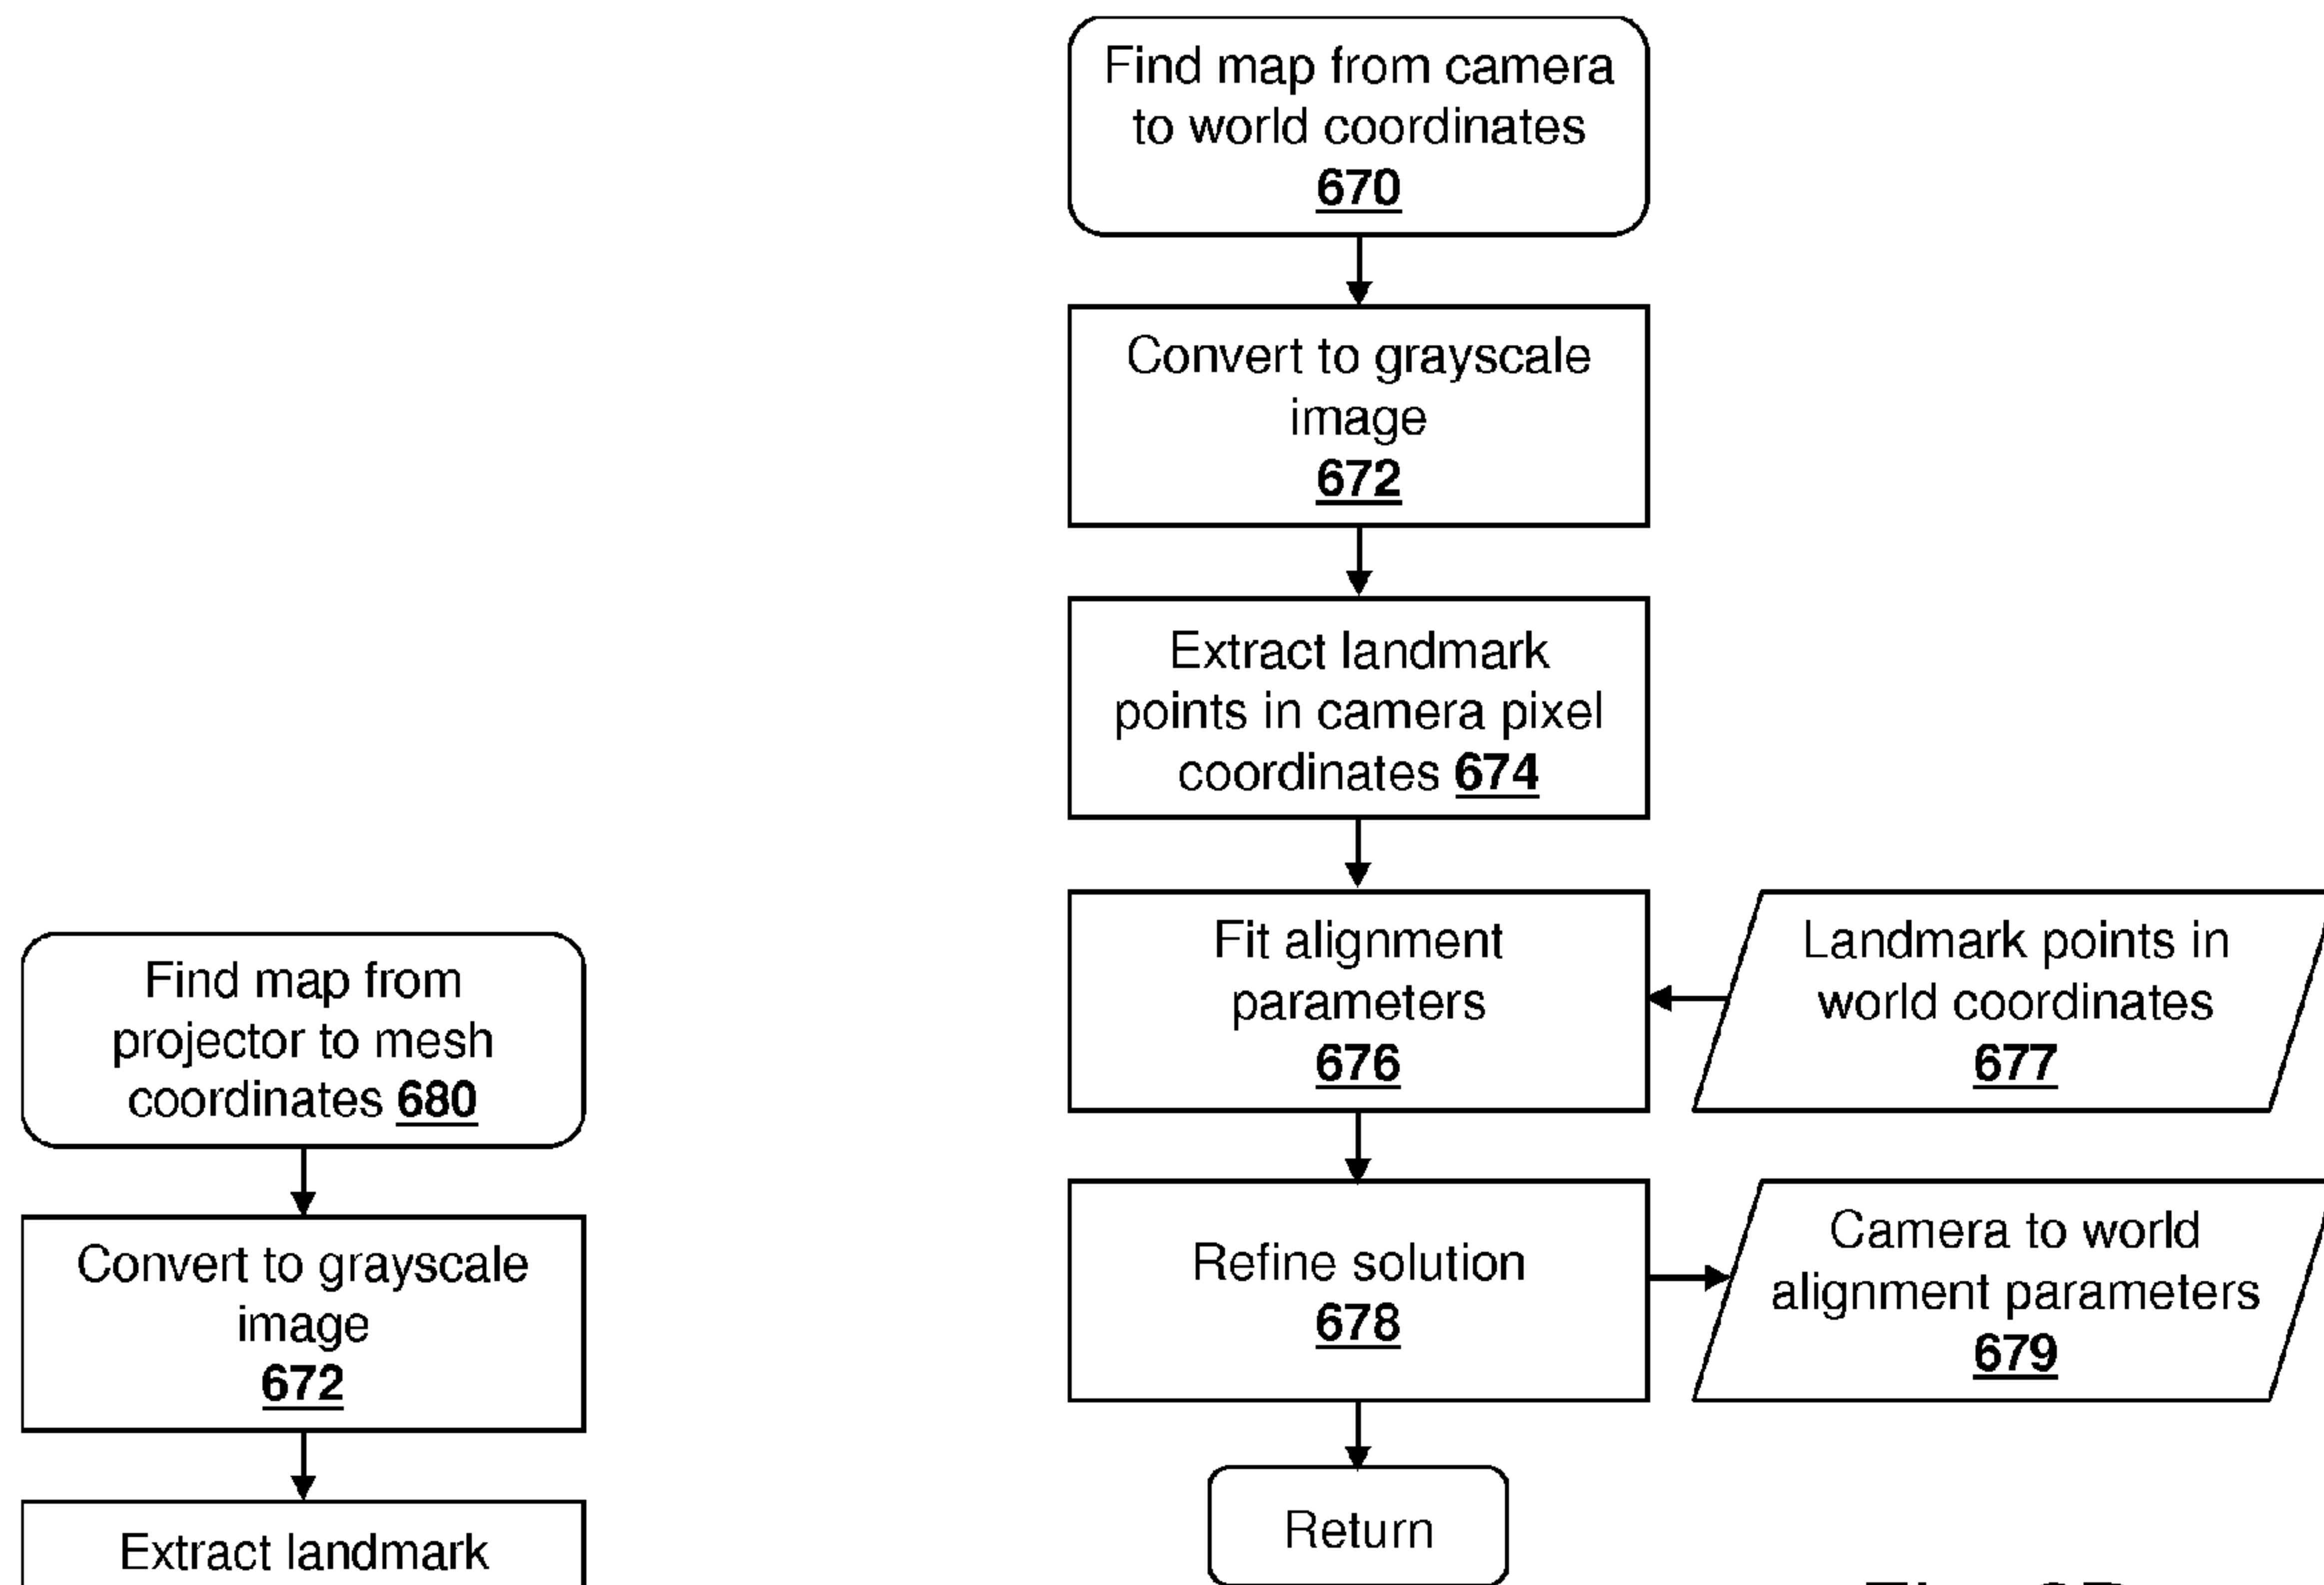 Find map from camera
to world coordinates
670
Convert to grayscale
image
672
Extract landmark
points in camera pixel
coordinates 674
Fit alignment
parameters
676
Landmark points in
world coordinates
677
Refine solution
678
Camera to world
alignment parameters
679
Return
Find map from
projector to mesh
coordinates 680
Convert to grayscale
image
672
Extract landmark